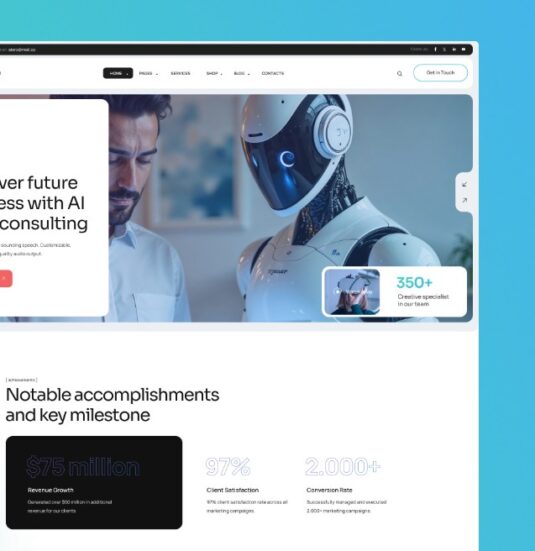 atero@mail.co
Follow us:
HOME
PAGES
SERVICES
SHOP
BLOG
CONTACTS
Get in Touch
ver future
ess with AI
consulting
sounding speech. Customizable,
quality audio output.
350+
Creative specialist
in our team
[ achievements ]
Notable accomplishments
and key milestone
$75 million
97%
2.000+
Revenue Growth
Client Satisfaction
Conversion Rate
Generated over $50 million in additional
97% client satisfaction rate across all
Successfully managed and executed
revenue for our clients
marketing campaigns.
2.000+ marketing campaigns.